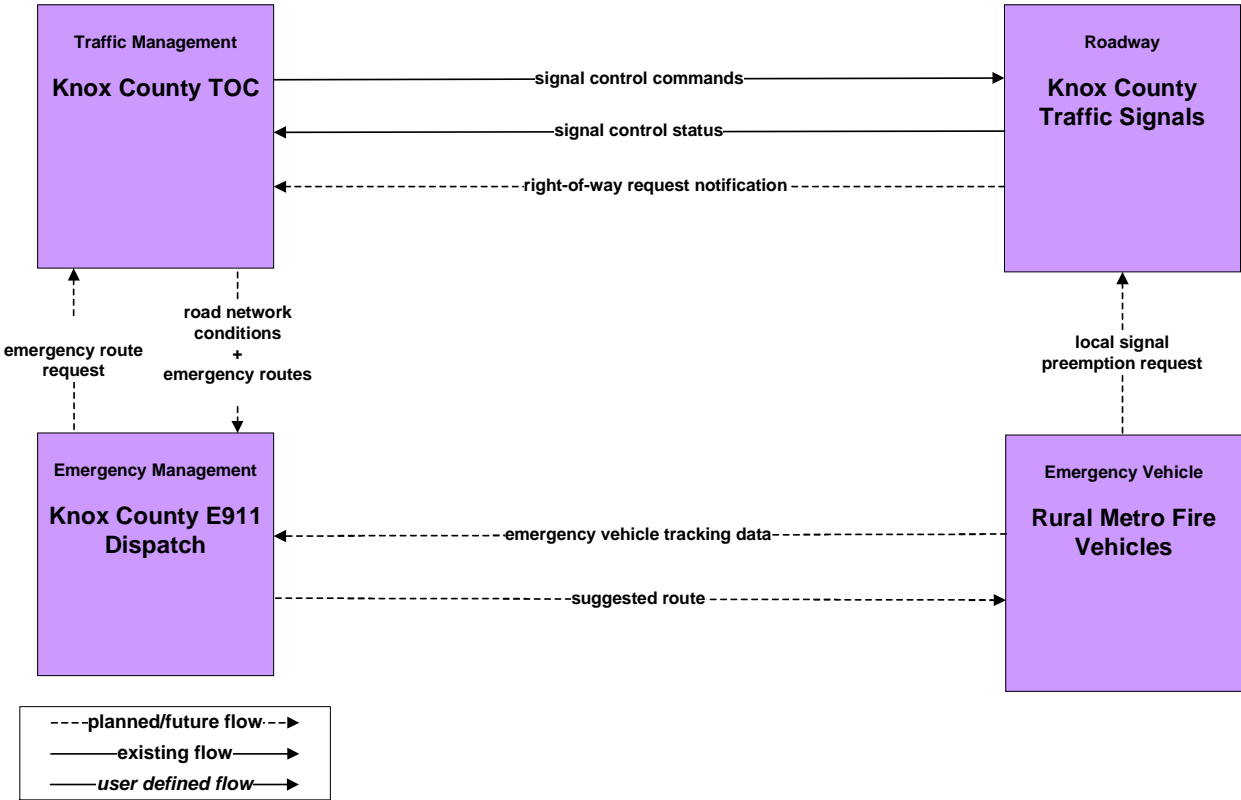 Traffic Management
Knox County TOC
Roadway
Knox County
Traffic Signals
signal control commands
signal control status
right-of-way request notification
emergency route
request
road network
conditions
+
emergency routes
local signal
preemption request
Emergency Management
Knox County E911
Dispatch
Emergency Vehicle
Rural Metro Fire
Vehicles
emergency vehicle tracking data
suggested route
planned/future flow
existing flow
user defined flow